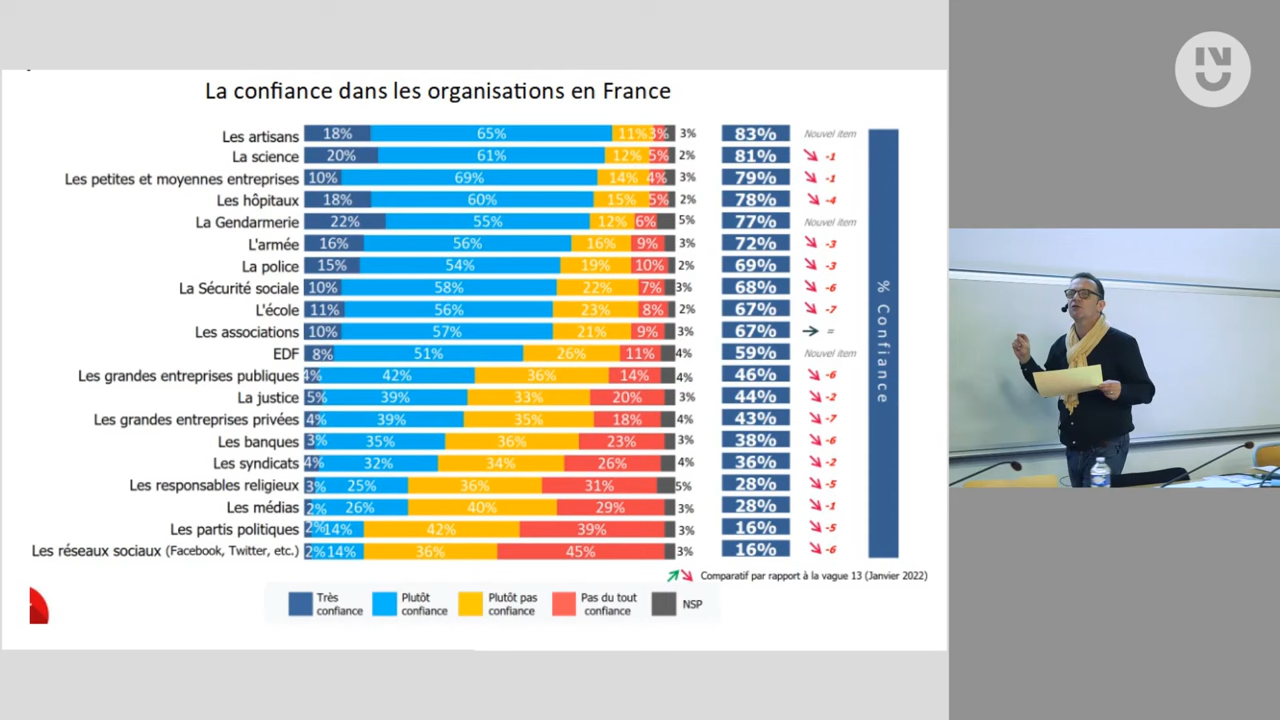 La confiance dans les organisations en France
Les artisans 18% 65% 11% 3% 3% 83% Nouvel item
La science 20% 61% 12% 5% 2% 81% -1
Les petites et moyennes entreprises 10% 69% 14% 4% 3% 79% -1
Les hôpitaux 18% 60% 15% 5% 2% 78% -4
La Gendarmerie 22% 55% 12% 6% 5% 77% Nouvel item
L'armée 16% 56% 16% 9% 3% 72% -3
La police 15% 54% 19% 10% 2% 69% -3
La Sécurité sociale 10% 58% 22% 7% 3% 68% -6
L'école 11% 56% 23% 8% 2% 67% -7
Les associations 10% 57% 21% 9% 3% 67% =
EDF 8% 51% 26% 11% 4% 59% Nouvel item
Les grandes entreprises publiques 4% 42% 36% 14% 4% 46% -6
La justice 5% 39% 33% 20% 3% 44% -2
Les grandes entreprises privées 4% 39% 35% 18% 4% 43% -7
Les banques 3% 35% 36% 23% 3% 38% -6
Les syndicats 4% 32% 34% 26% 4% 36% -2
Les responsables religieux 3% 25% 36% 31% 5% 28% -5
Les médias 2% 26% 40% 29% 3% 28% -1
Les partis politiques 2% 14% 42% 39% 3% 16% -5
Les réseaux sociaux (Facebook, Twitter, etc.) 2% 14% 36% 45% 3% 16% -6
% Confiance
Comparatif par rapport à la vague 13 (Janvier 2022)
Très confiance
Plutôt confiance
Plutôt pas confiance
Pas du tout confiance
NSP